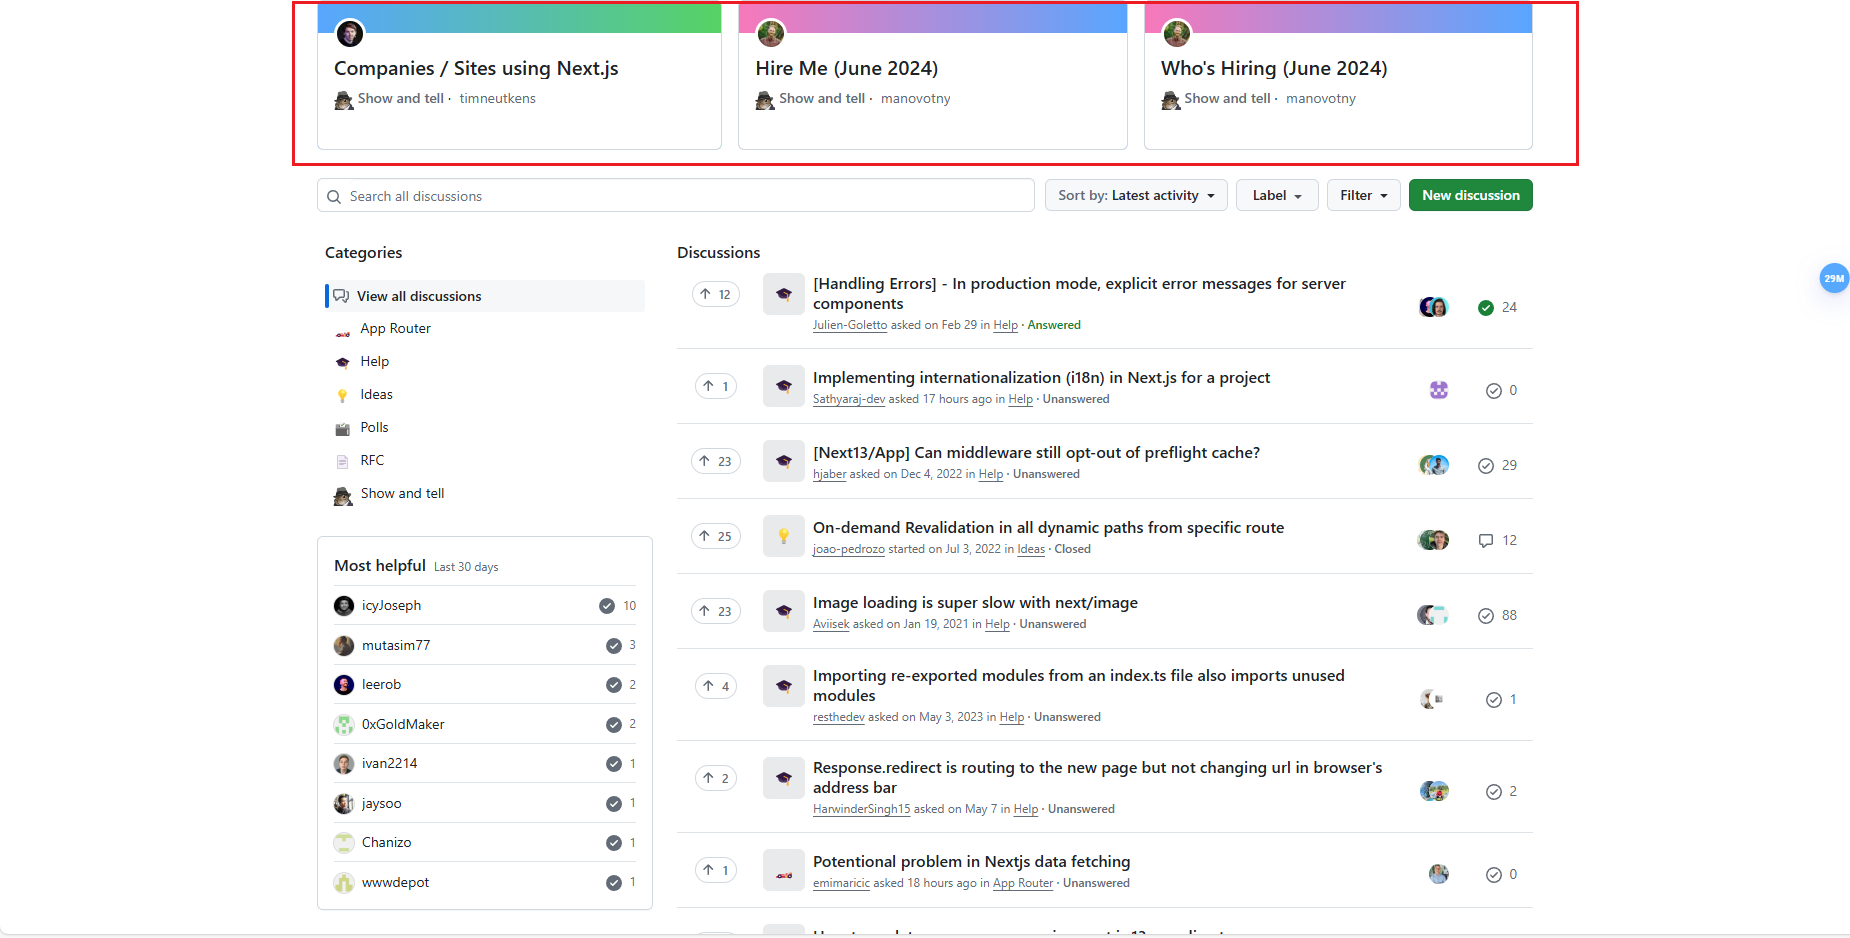 Companies / Sites using Next.js
Show and tell · timneutkens
Hire Me (June 2024)
Show and tell · manovotny
Who's Hiring (June 2024)
Show and tell · manovotny
Search all discussions
Sort by: Latest activity
Label
Filter
New discussion
Categories
View all discussions
App Router
Help
Ideas
Polls
RFC
Show and tell
Most helpful Last 30 days
icyJoseph 10
mutasim77 3
leerob 2
0xGoldMaker 2
ivan2214 1
jaysoo 1
Chanizo 1
wwwdepot 1
Discussions
12
[Handling Errors] - In production mode, explicit error messages for server
components
Julien-Goletto asked on Feb 29 in Help · Answered
24
1
Implementing internationalization (i18n) in Next.js for a project
Sathyaraj-dev asked 17 hours ago in Help · Unanswered
0
23
[Next13/App] Can middleware still opt-out of preflight cache?
hjaber asked on Dec 4, 2022 in Help · Unanswered
29
25
On-demand Revalidation in all dynamic paths from specific route
joao-pedrozo started on Jul 3, 2022 in Ideas · Closed
12
23
Image loading is super slow with next/image
Aviisek asked on Jan 19, 2021 in Help · Unanswered
88
4
Importing re-exported modules from an index.ts file also imports unused
modules
resthedev asked on May 3, 2023 in Help · Unanswered
1
2
Response.redirect is routing to the new page but not changing url in browser's
address bar
HarwinderSingh15 asked on May 7 in Help · Unanswered
2
1
Potentional problem in Nextjs data fetching
emimaricic asked 18 hours ago in App Router · Unanswered
0
29M